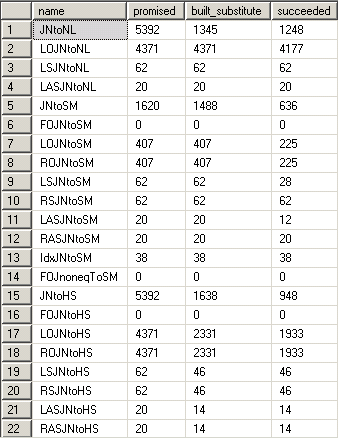 name promised built_substitute succeeded
1 JNtoNL 5392 1345 1248
2 LOJNtoNL 4371 4371 4177
3 LSJNtoNL 62 62 62
4 LASJNtoNL 20 20 20
5 JNtoSM 1620 1488 636
6 FOJNtoSM 0 0 0
7 LOJNtoSM 407 407 225
8 ROJNtoSM 407 407 225
9 LSJNtoSM 62 62 28
10 RSJNtoSM 62 62 62
11 LASJNtoSM 20 20 12
12 RASJNtoSM 20 20 20
13 IdxJNtoSM 38 38 38
14 FOJNnoneqToSM 0 0 0
15 JNtoHS 5392 1638 948
16 FOJNtoHS 0 0 0
17 LOJNtoHS 4371 2331 1933
18 ROJNtoHS 4371 2331 1933
19 LSJNtoHS 62 46 46
20 RSJNtoHS 62 46 46
21 LASJNtoHS 20 14 14
22 RASJNtoHS 20 14 14